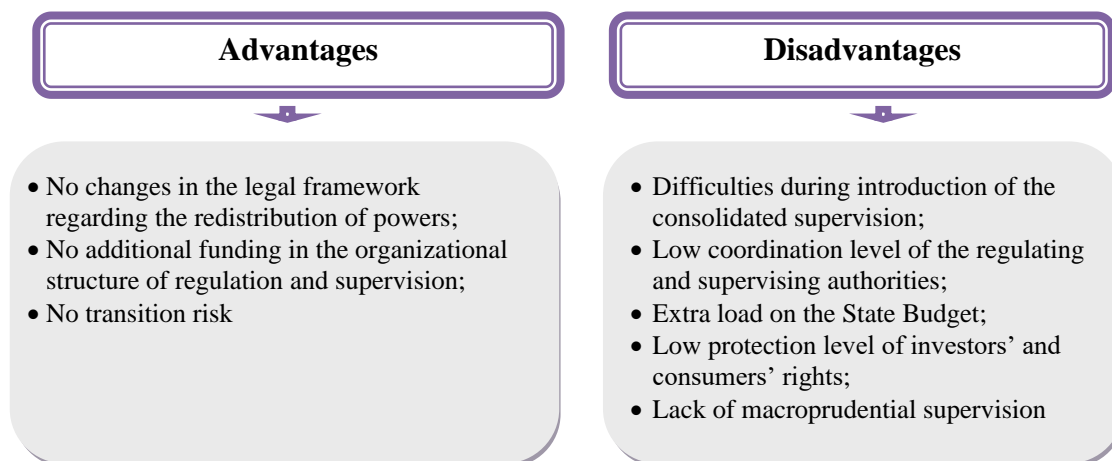 Advantages
• No changes in the legal framework
regarding the redistribution of powers;
• No additional funding in the organizational
structure of regulation and supervision;
• No transition risk
Disadvantages
• Difficulties during introduction of the
consolidated supervision;
• Low coordination level of the regulating
and supervising authorities;
• Extra load on the State Budget;
• Low protection level of investors’ and
consumers’ rights;
• Lack of macroprudential supervision